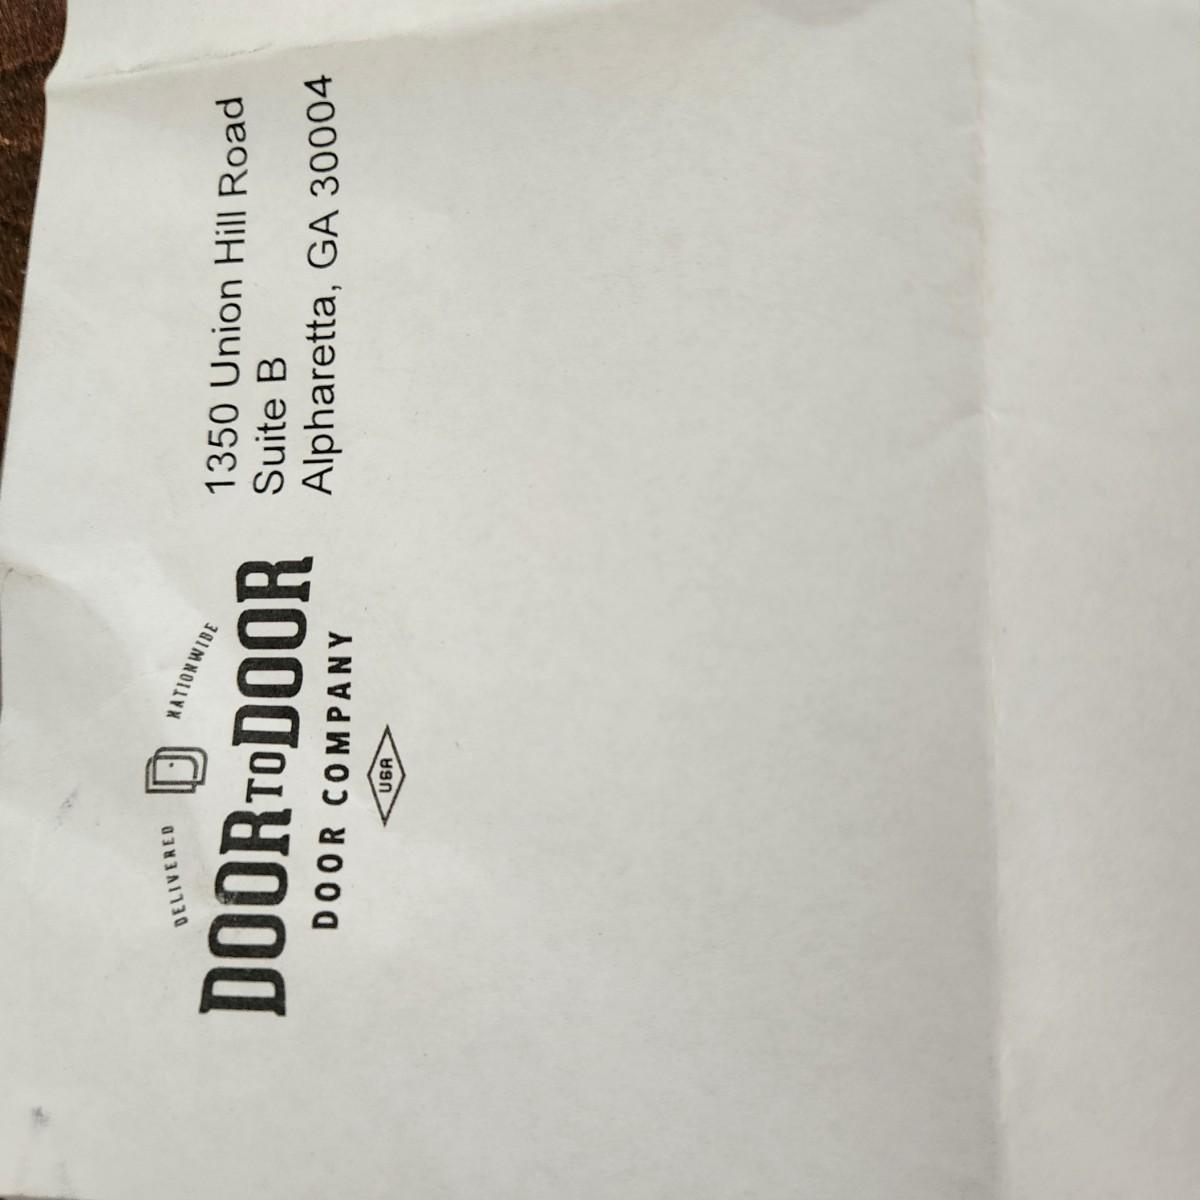 DELIVERED NATIONWIDE
DOOR TO DOOR
DOOR COMPANY
USA
1350 Union Hill Road
Suite B
Alpharetta, GA 30004